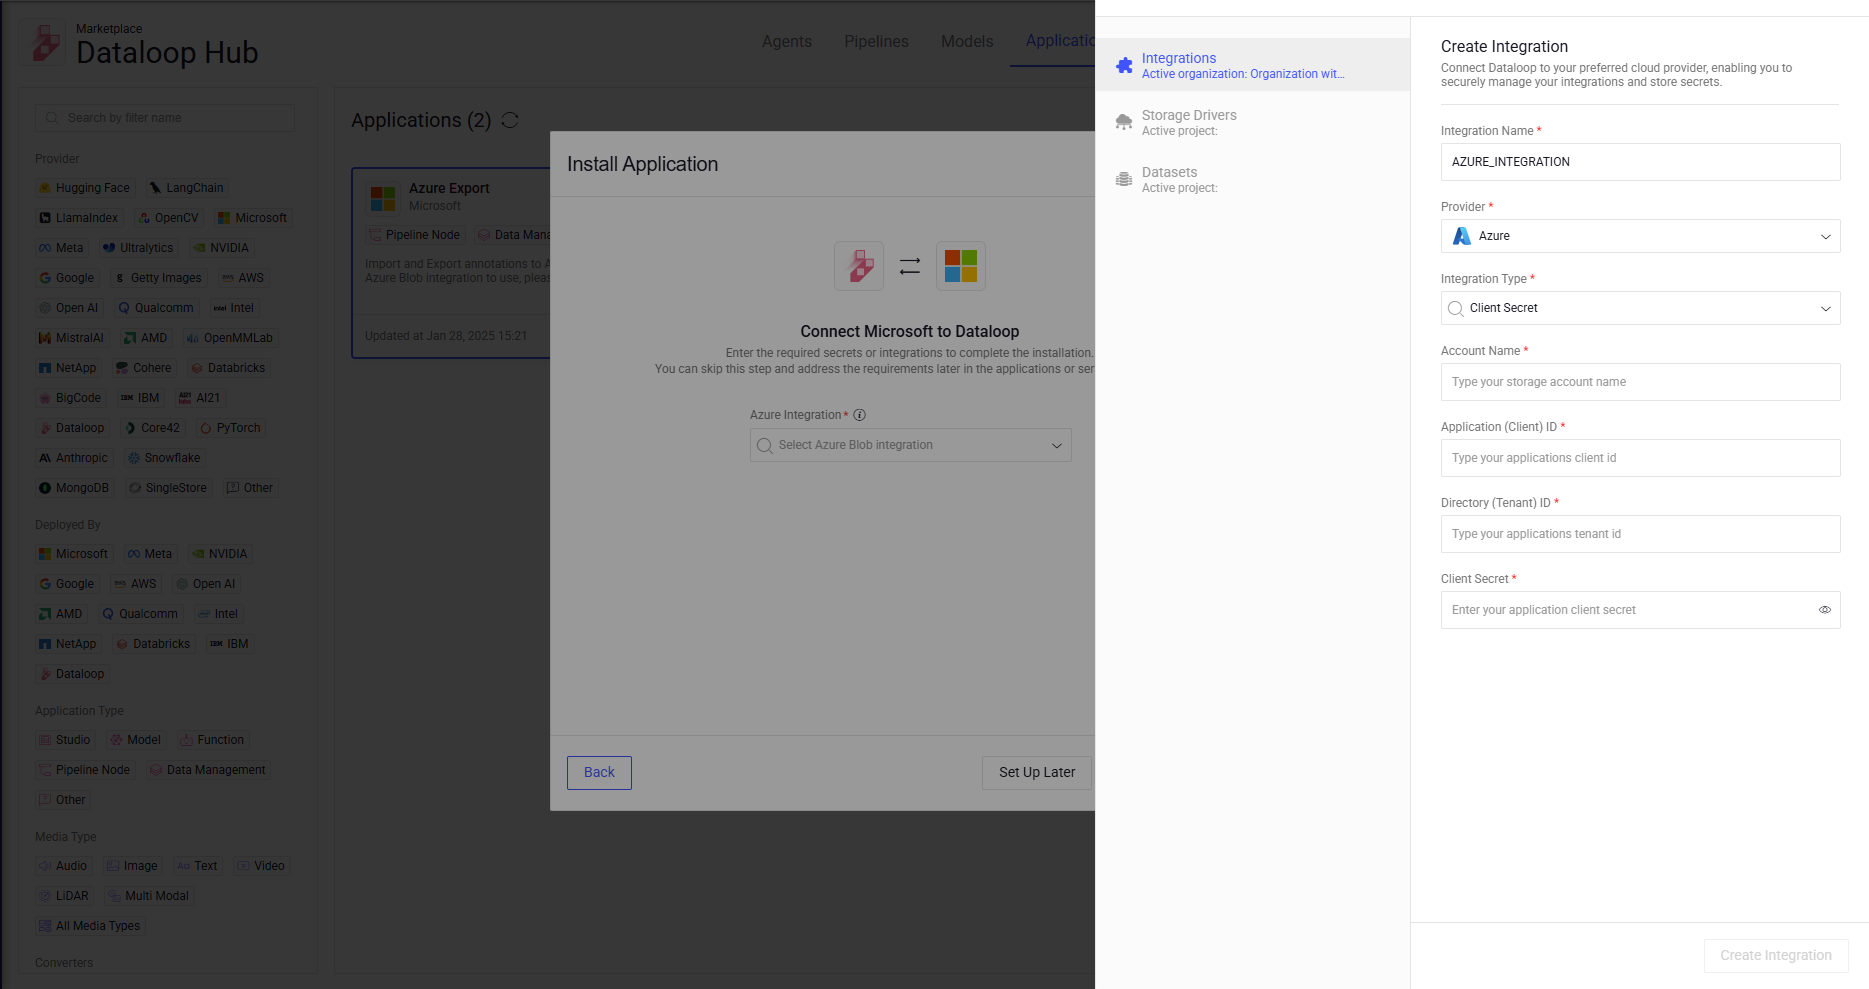 Marketplace
Dataloop Hub
Agents
Pipelines
Models
Applicatio
Search by filter name
Provider
Hugging Face
LangChain
LlamaIndex
OpenCV
Microsoft
Meta
Ultralytics
NVIDIA
Google
Getty Images
AWS
Open AI
Qualcomm
Intel
MistralAI
AMD
OpenMMLab
NetApp
Cohere
Databricks
BigCode
IBM
AI21
Dataloop
Core42
PyTorch
Anthropic
Snowflake
MongoDB
SingleStore
Other
Deployed By
Microsoft
Meta
NVIDIA
Google
AWS
Open AI
AMD
Qualcomm
Intel
NetApp
Databricks
IBM
Dataloop
Application Type
Studio
Model
Function
Pipeline Node
Data Management
Other
Media Type
Audio
Image
Text
Video
LiDAR
Multi Modal
All Media Types
Converters
Applications (2)
Azure Export
Microsoft
Pipeline Node
Data Mana
Import and Export annotations to A
Azure Blob integration to use, pleas
Updated at Jan 28, 2025 15:21
Install Application
Connect Microsoft to Dataloop
Enter the required secrets or integrations to complete the installation.
You can skip this step and address the requirements later in the applications or ser
Azure Integration *
Select Azure Blob integration
Back
Set Up Later
Integrations
Active organization: Organization wit...
Storage Drivers
Active project:
Datasets
Active project:
Create Integration
Connect Dataloop to your preferred cloud provider, enabling you to
securely manage your integrations and store secrets.
Integration Name *
AZURE_INTEGRATION
Provider *
Azure
Integration Type *
Client Secret
Account Name *
Type your storage account name
Application (Client) ID *
Type your applications client id
Directory (Tenant) ID *
Type your applications tenant id
Client Secret *
Enter your application client secret
Create Integration